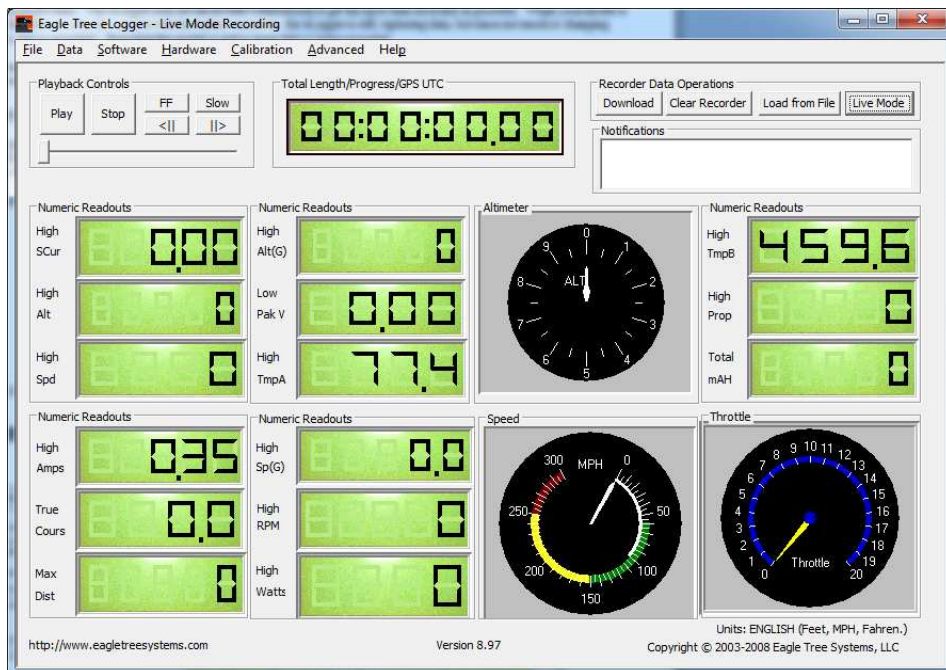 Eagle Tree eLogger - Live Mode Recording
File Data Software Hardware Calibration Advanced Help
Playback Controls
Play
Stop
FF
Slow
<||
||>
Total Length/Progress/GPS UTC
00:00:00.00
Recorder Data Operations
Download
Clear Recorder
Load from File
Live Mode
Notifications
Numeric Readouts
High SCur
0.00
High Alt
0
High Spd
0
Numeric Readouts
High Alt(G)
0
Low Pak V
0.00
High TmpA
77.4
Altimeter
ALT
0
1
2
3
4
5
6
7
8
9
Numeric Readouts
High TmpB
459.6
High Prop
0
Total mAH
0
Numeric Readouts
High Amps
0.35
True Cours
0.0
Max Dist
0
Numeric Readouts
High Sp(G)
0.0
High RPM
0
High Watts
0
Speed
MPH
0
50
100
150
200
250
300
Throttle
0
1
2
3
4
5
6
7
8
9
10
11
12
13
14
15
16
17
18
19
20
Throttle
http://www.eagletreesystems.com
Version 8.97
Units: ENGLISH (Feet, MPH, Fahren.)
Copyright © 2003-2008 Eagle Tree Systems, LLC